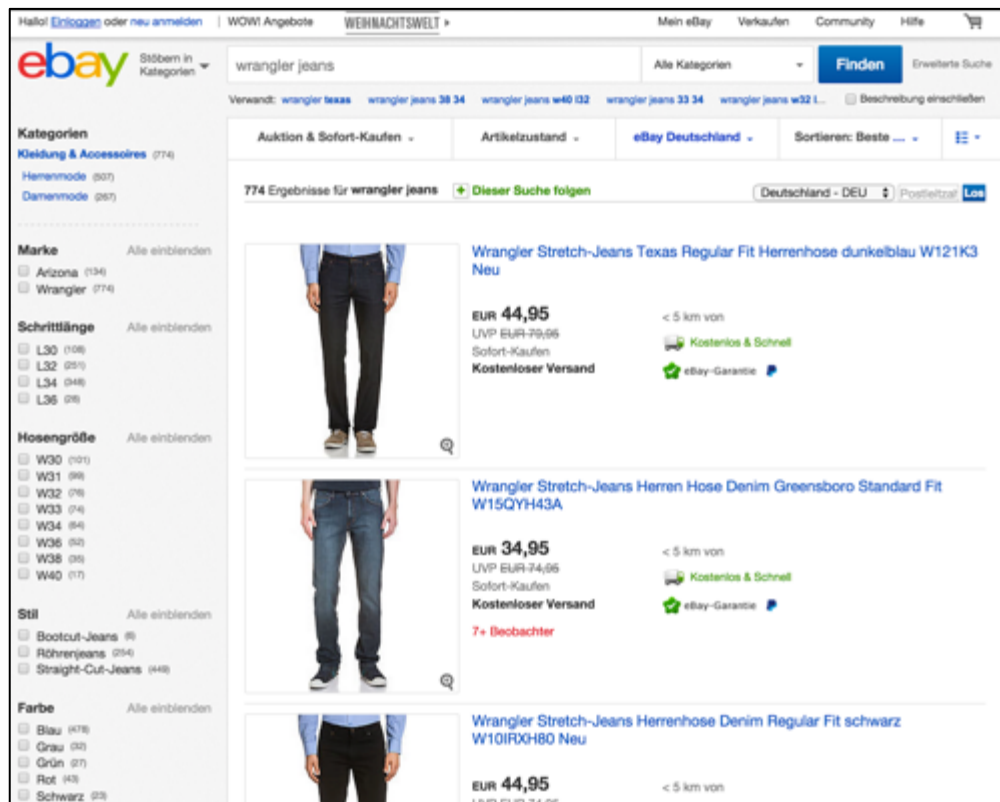 Hallo! Einloggen oder neu anmelden | WOW! Angebote WEIHNACHTSWELT Mein eBay Verkaufen Community Hilfe
ebay Stöbern in Kategorien wrangler jeans Alle Kategorien Finden Erweiterte Suche
Verwandt: wrangler texas wrangler jeans 38 34 wrangler jeans w40 l32 wrangler jeans 33 34 wrangler jeans w32 l... Beschreibung einschließen
Auktion & Sofort-Kaufen Artikelzustand eBay Deutschland Sortieren: Beste ....
Kategorien
Kleidung & Accessoires (774)
Herrenmode (507)
Damenmode (267)
Marke Alle einblenden
Arizona (134)
Wrangler (774)
Schrittlänge Alle einblenden
L30 (108)
L32 (251)
L34 (348)
L36 (28)
Hosengröße Alle einblenden
W30 (101)
W31 (99)
W32 (76)
W33 (74)
W34 (64)
W36 (52)
W38 (35)
W40 (17)
Stil Alle einblenden
Bootcut-Jeans (6)
Röhrenjeans (254)
Straight-Cut-Jeans (449)
Farbe Alle einblenden
Blau (478)
Grau (32)
Grün (27)
Rot (43)
Schwarz (23)
774 Ergebnisse für wrangler jeans + Dieser Suche folgen Deutschland - DEU Postleitzahl Los
Wrangler Stretch-Jeans Texas Regular Fit Herrenhose dunkelblau W121K3
Neu
EUR 44,95 < 5 km von
UVP EUR 79,95 Kostenlos & Schnell
Sofort-Kaufen
Kostenloser Versand eBay-Garantie
Wrangler Stretch-Jeans Herren Hose Denim Greensboro Standard Fit
W15QYH43A
EUR 34,95 < 5 km von
UVP EUR 74,95 Kostenlos & Schnell
Sofort-Kaufen
Kostenloser Versand eBay-Garantie
7+ Beobachter
Wrangler Stretch-Jeans Herrenhose Denim Regular Fit schwarz
W10IRXH80 Neu
EUR 44,95 < 5 km von
UVP EUR 74,95